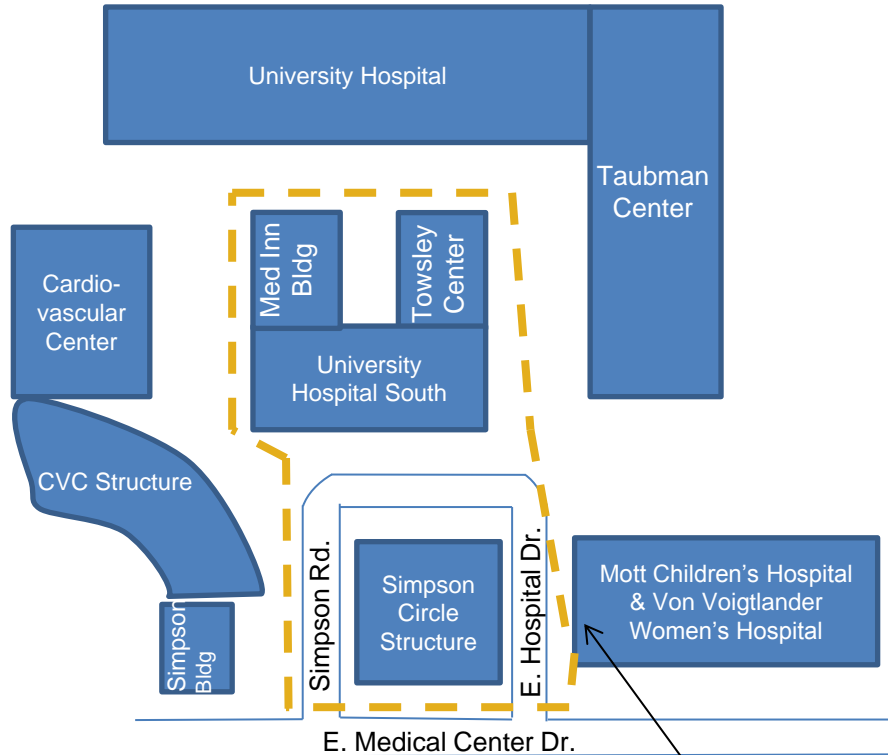 University Hospital
Taubman
Center
Med Inn
Bldg
Towsley
Center
Cardio-
vascular
Center
University
Hospital South
CVC Structure
Simpson Rd.
Simpson
Circle
Structure
E. Hospital Dr.
Mott Children’s Hospital
& Von Voigtlander
Women’s Hospital
Simpson
Bldg
E. Medical Center Dr.